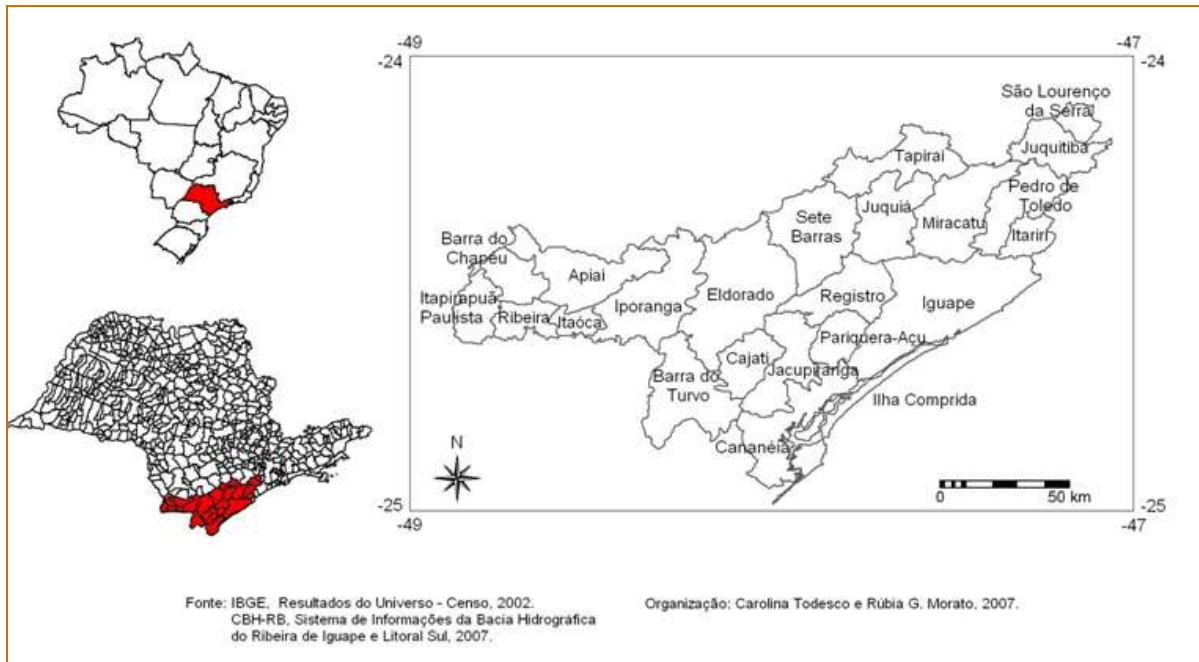 -49
-47
-24
-24
São Lourenço
da Serra
Juquitiba
Tapirai
Pedro de
Toledo
Juquiá
Sete
Barras
Miracatu
Itariri
Barra do
Chapéu
Apiai
Itapirapuã
Paulista
Ribeira
Itaóca
Iporanga
Eldorado
Registro
Iguape
Pariquera-Açu
Cajati
Jacupiranga
Barra do
Turvo
Ilha Comprida
Cananéia
N
0
50 km
-25
-25
-49
-47
Fonte: IBGE, Resultados do Universo - Censo, 2002.
CBH-RB, Sistema de Informações da Bacia Hidrográfica
do Ribeira de Iguape e Litoral Sul, 2007.
Organização: Carolina Todesco e Rúbia G. Morato, 2007.